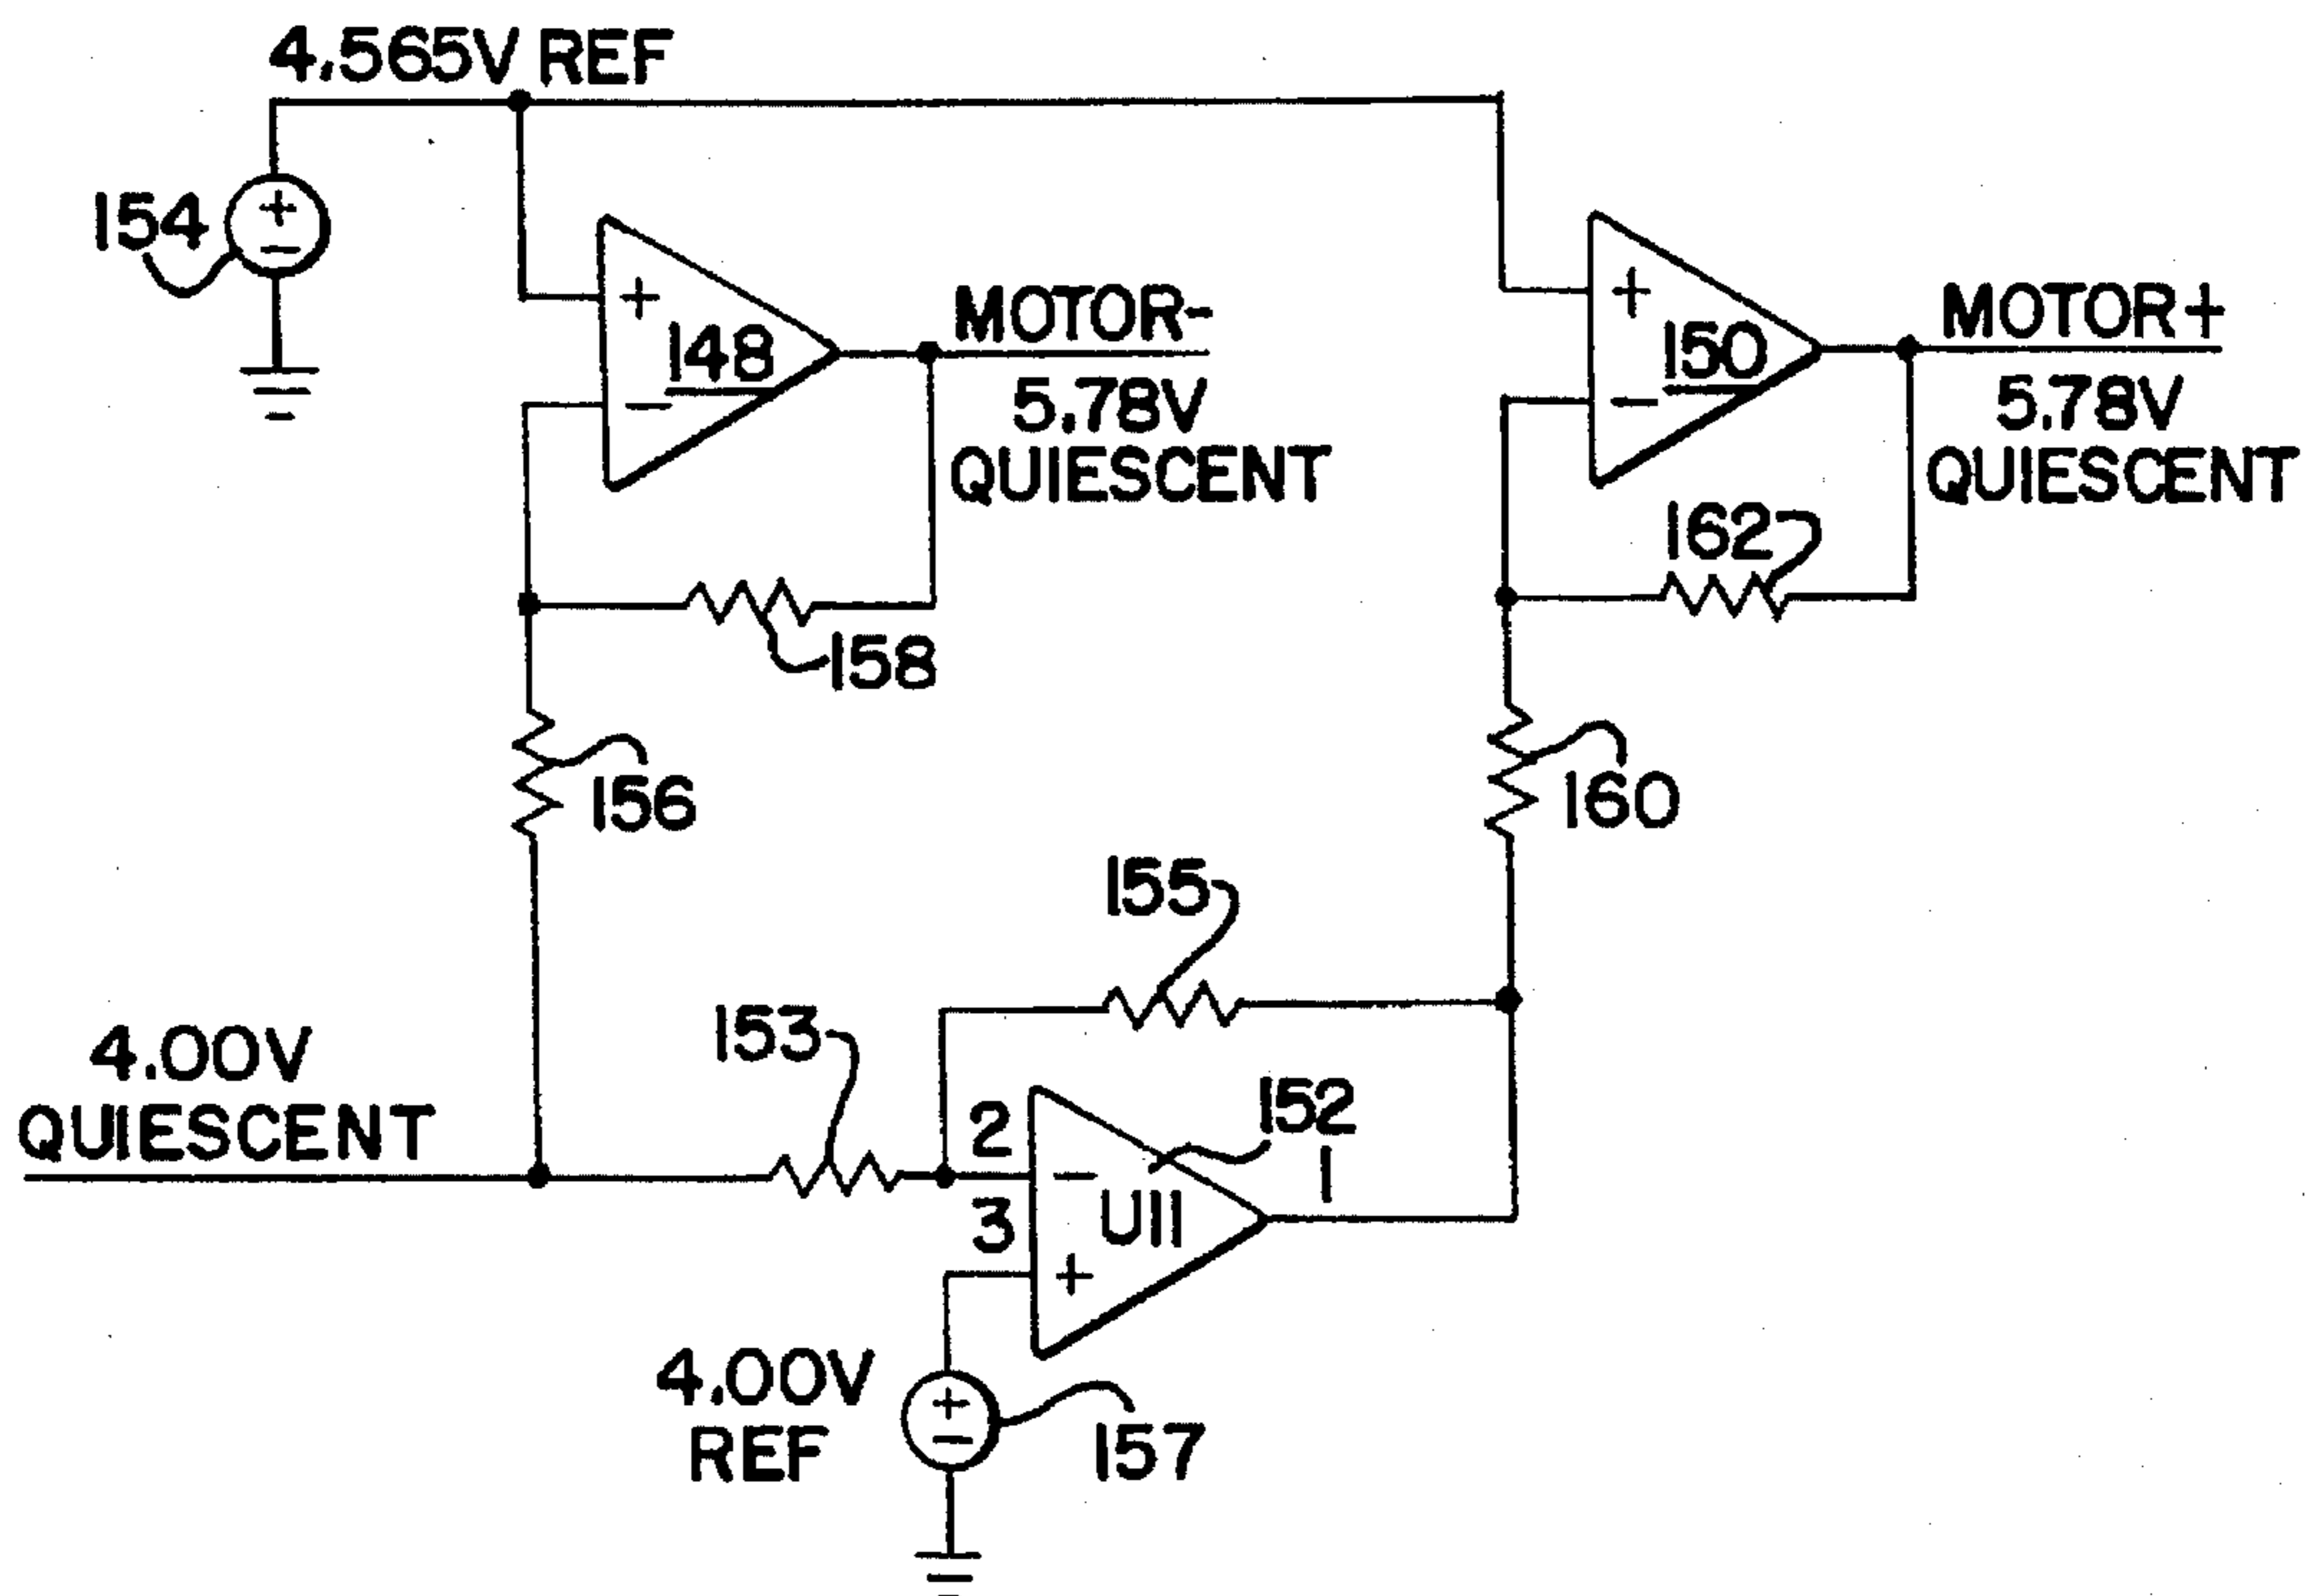 4.565V REF
154
+
−
+
148
−
MOTOR-
5.78V
QUIESCENT
+
150
−
MOTOR+
5.78V
QUIESCENT
162
158
156
160
155
153
4.00V
QUIESCENT
2
3
−
U11
+
152
1
4.00V
REF
+
−
157